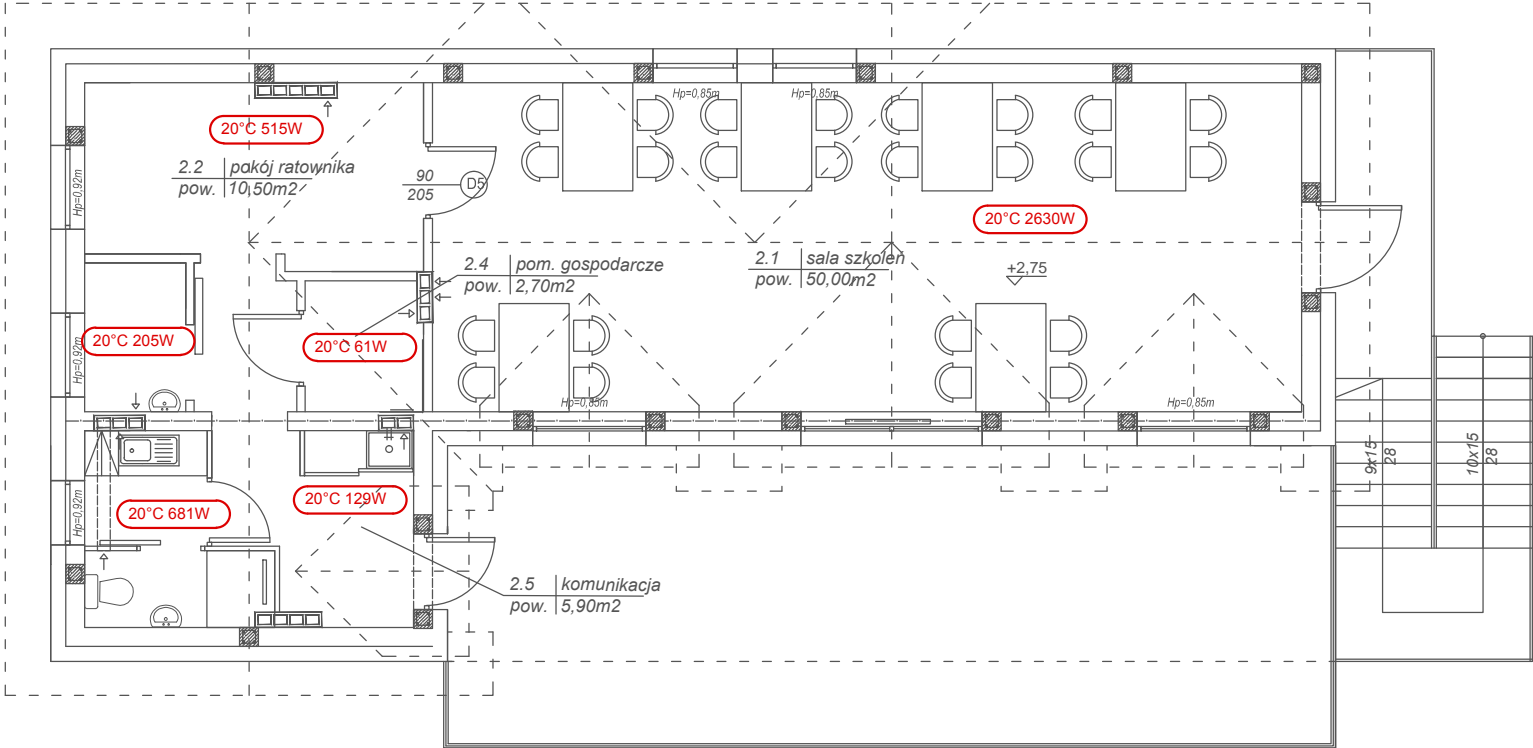 Hp=0,85m
Hp=0,85m
20°C 515W
2.2 pokój ratownika
pow. 10,50m2
90
205
D5
Hp=0,92m
20°C 2630W
2.4 pom. gospodarcze
pow. 2,70m2
2.1 sala szkoleń
pow. 50,00m2
+2,75
20°C 205W
20°C 61W
Hp=0,92m
Hp=0,85m
Hp=0,85m
9x15
28
10x15
28
20°C 681W
20°C 129W
Hp=0,92m
2.5 komunikacja
pow. 5,90m2